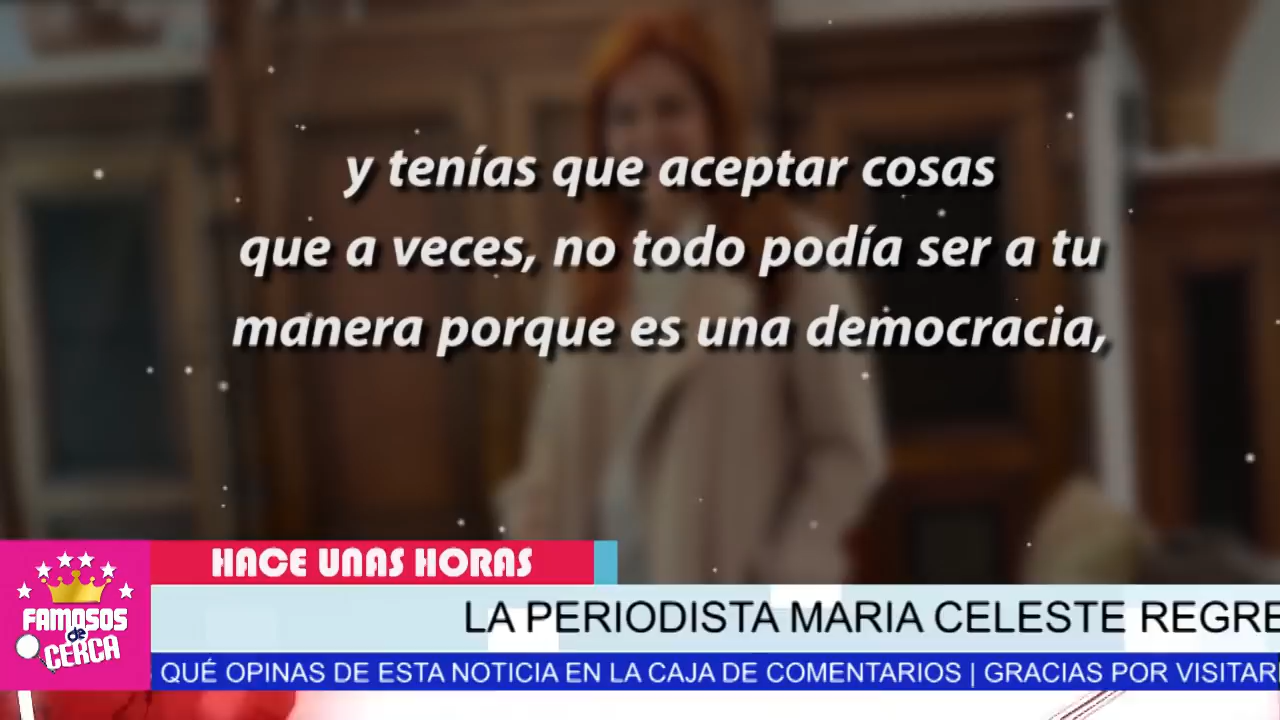 y tenías que aceptar cosas
que a veces, no todo podía ser a tu
manera porque es una democracia,
HACE UNAS HORAS
FAMOSOS
de
CERCA
LA PERIODISTA MARIA CELESTE REGRE
QUÉ OPINAS DE ESTA NOTICIA EN LA CAJA DE COMENTARIOS | GRACIAS POR VISITAR